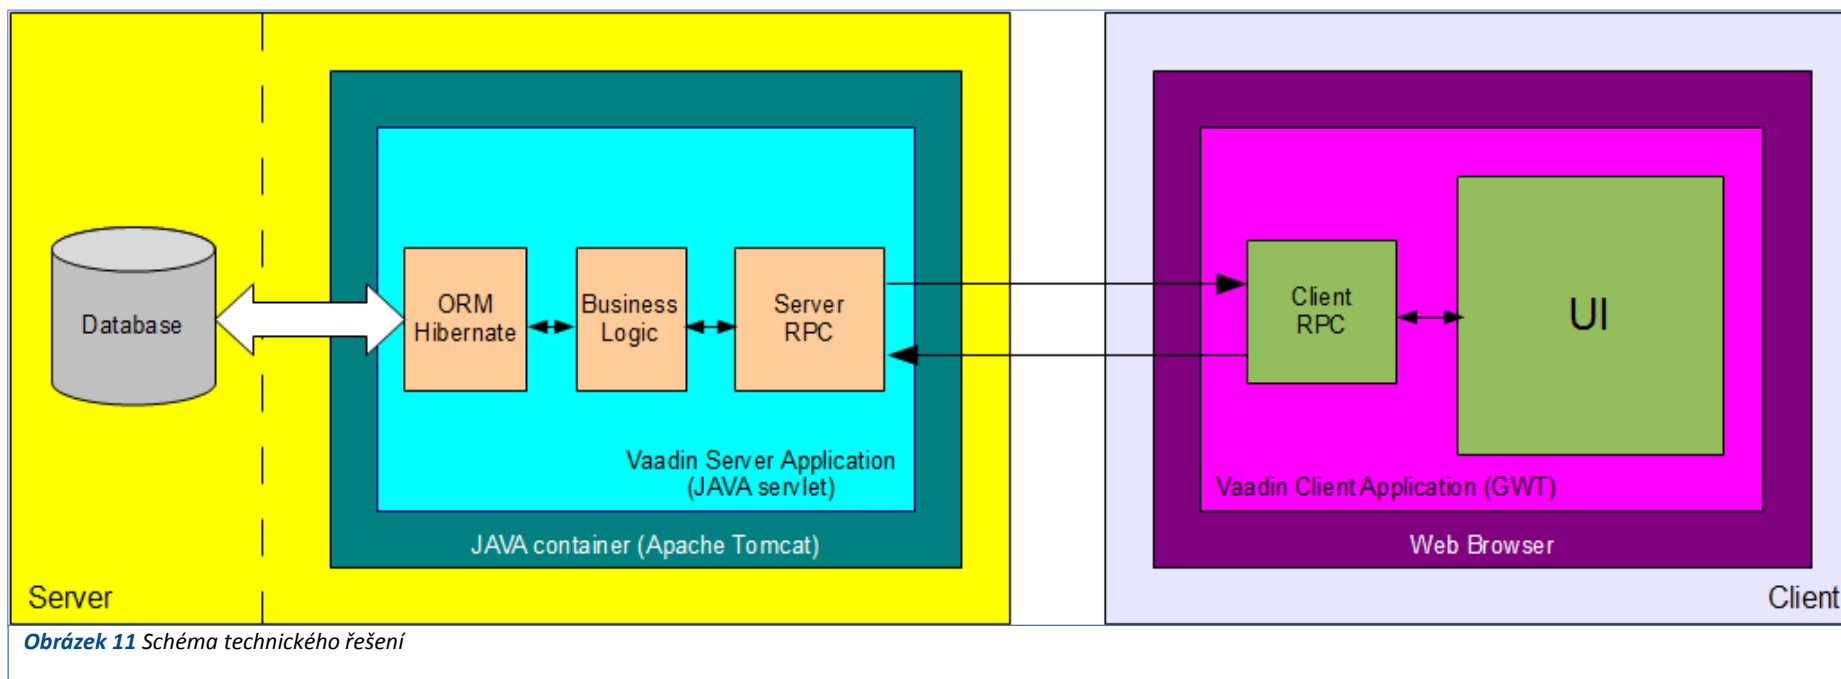 Database
ORM
Hibernate
Business
Logic
Server
RPC
Client
RPC
UI
Vaadin Server Application
(JAVA servlet)
Vaadin Client Application (GWT)
JAVA container (Apache Tomcat)
Web Browser
Server
Client
Obrázek 11 Schéma technického řešení